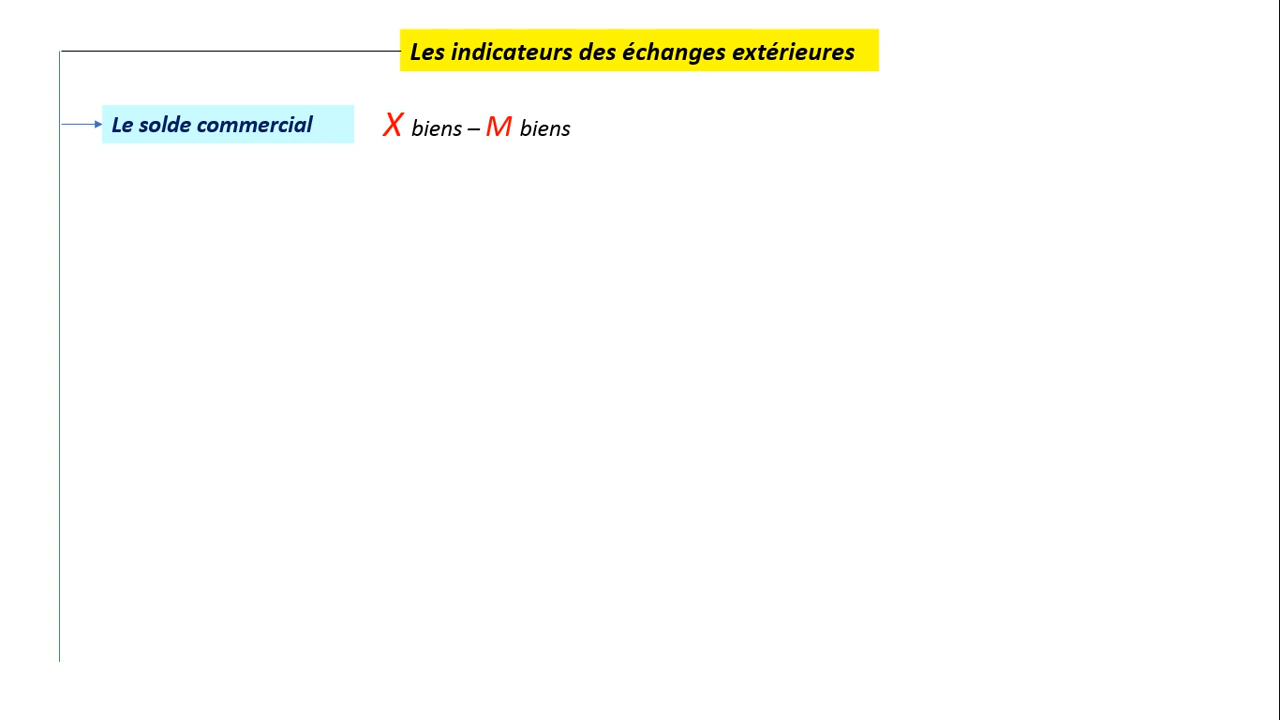 Les indicateurs des échanges extérieures
Le solde commercial X biens – M biens